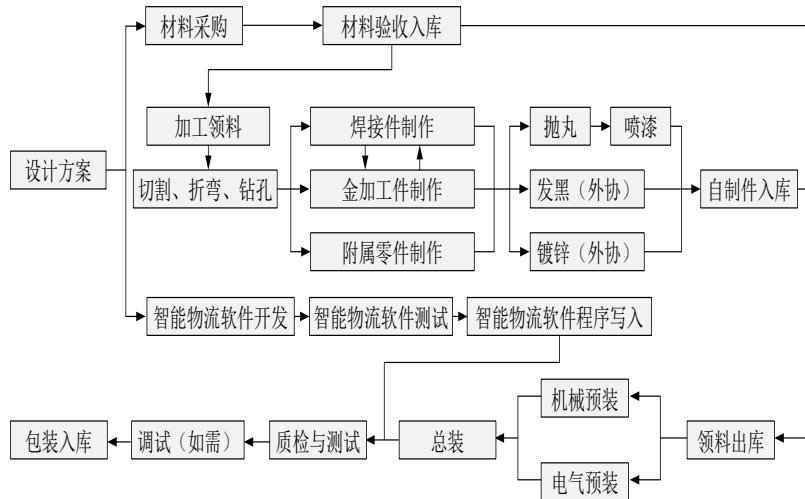 材料采购
材料验收入库
加工领料
焊接件制作
抛丸
喷漆
设计方案
切割、折弯、钻孔
金加工件制作
发黑（外协）
自制件入库
附属零件制作
镀锌（外协）
智能物流软件开发
智能物流软件测试
智能物流软件程序写入
机械预装
包装入库
调试（如需）
质检与测试
总装
领料出库
电气预装